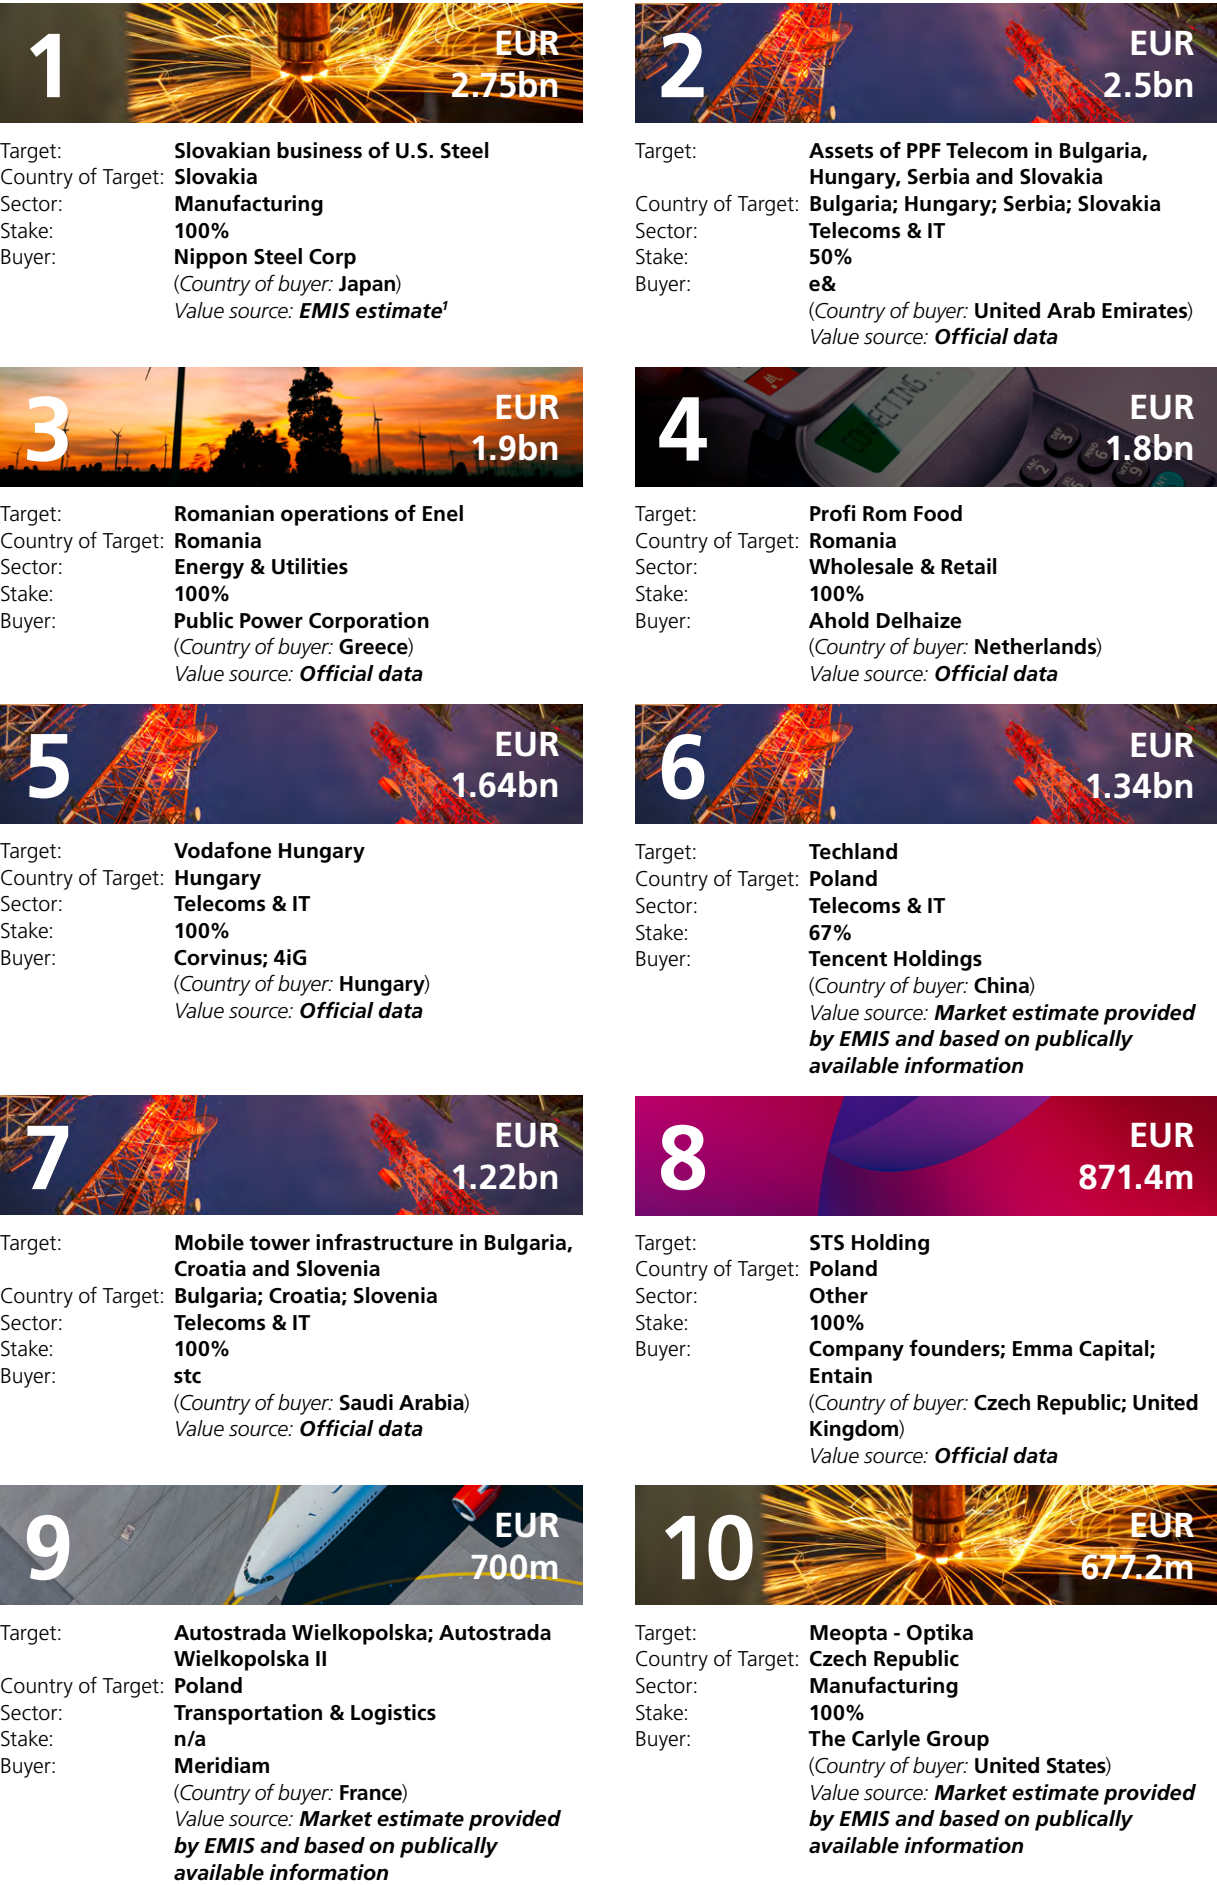 1
EUR
2.75bn
Target: Slovakian business of U.S. Steel
Country of Target: Slovakia
Sector: Manufacturing
Stake: 100%
Buyer: Nippon Steel Corp
(Country of buyer: Japan)
Value source: EMIS estimate¹
2
EUR
2.5bn
Target: Assets of PPF Telecom in Bulgaria,
Hungary, Serbia and Slovakia
Country of Target: Bulgaria; Hungary; Serbia; Slovakia
Sector: Telecoms & IT
Stake: 50%
Buyer: e&
(Country of buyer: United Arab Emirates)
Value source: Official data
3
EUR
1.9bn
Target: Romanian operations of Enel
Country of Target: Romania
Sector: Energy & Utilities
Stake: 100%
Buyer: Public Power Corporation
(Country of buyer: Greece)
Value source: Official data
4
EUR
1.8bn
Target: Profi Rom Food
Country of Target: Romania
Sector: Wholesale & Retail
Stake: 100%
Buyer: Ahold Delhaize
(Country of buyer: Netherlands)
Value source: Official data
5
EUR
1.64bn
Target: Vodafone Hungary
Country of Target: Hungary
Sector: Telecoms & IT
Stake: 100%
Buyer: Corvinus; 4iG
(Country of buyer: Hungary)
Value source: Official data
6
EUR
1.34bn
Target: Techland
Country of Target: Poland
Sector: Telecoms & IT
Stake: 67%
Buyer: Tencent Holdings
(Country of buyer: China)
Value source: Market estimate provided
by EMIS and based on publically
available information
7
EUR
1.22bn
Target: Mobile tower infrastructure in Bulgaria,
Croatia and Slovenia
Country of Target: Bulgaria; Croatia; Slovenia
Sector: Telecoms & IT
Stake: 100%
Buyer: stc
(Country of buyer: Saudi Arabia)
Value source: Official data
8
EUR
871.4m
Target: STS Holding
Country of Target: Poland
Sector: Other
Stake: 100%
Buyer: Company founders; Emma Capital;
Entain
(Country of buyer: Czech Republic; United
Kingdom)
Value source: Official data
9
EUR
700m
Target: Autostrada Wielkopolska; Autostrada
Wielkopolska II
Country of Target: Poland
Sector: Transportation & Logistics
Stake: n/a
Buyer: Meridiam
(Country of buyer: France)
Value source: Market estimate provided
by EMIS and based on publically
available information
10
EUR
677.2m
Target: Meopta - Optika
Country of Target: Czech Republic
Sector: Manufacturing
Stake: 100%
Buyer: The Carlyle Group
(Country of buyer: United States)
Value source: Market estimate provided
by EMIS and based on publically
available information